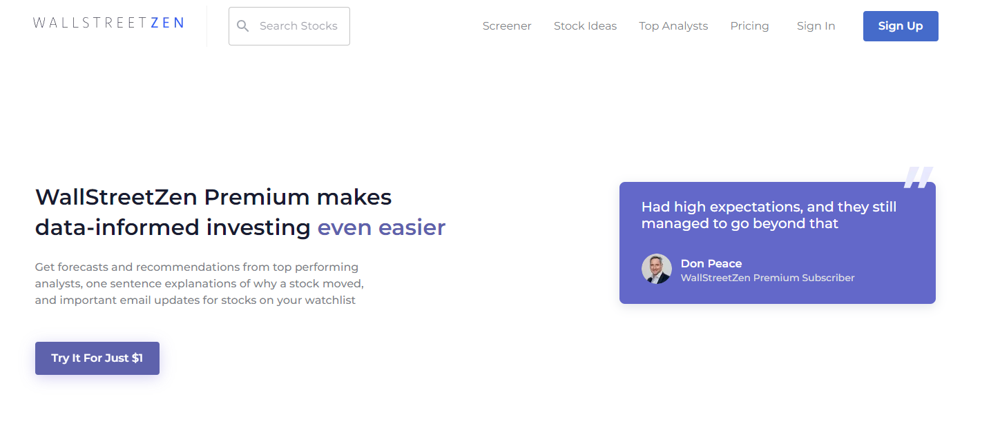 WALLSTREETZEN
Search Stocks
Screener
Stock Ideas
Top Analysts
Pricing
Sign In
Sign Up
WallStreetZen Premium makes
data-informed investing even easier
Get forecasts and recommendations from top performing
analysts, one sentence explanations of why a stock moved,
and important email updates for stocks on your watchlist
Try It For Just $1
Had high expectations, and they still
managed to go beyond that
Don Peace
WallStreetZen Premium Subscriber